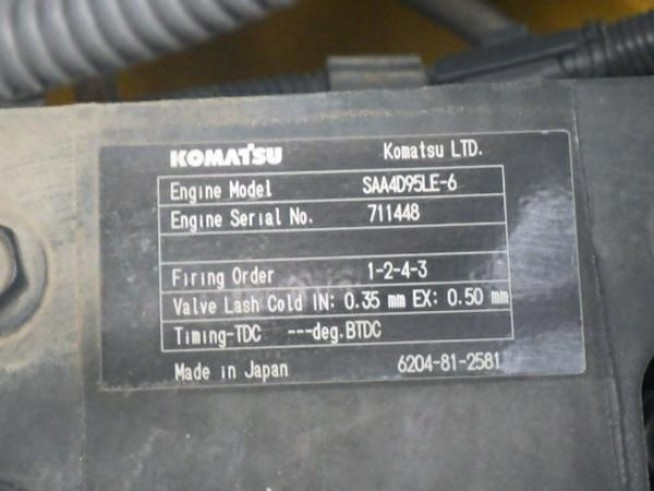 KOMATSU Komatsu LTD.
Engine Model SAA4D95LE-6
Engine Serial No. 711448
Firing Order 1-2-4-3
Valve Lash Cold IN: 0.35 mm EX: 0.50 mm
Timing-TDC ---deg.BTDC
Made in Japan 6204-81-2581